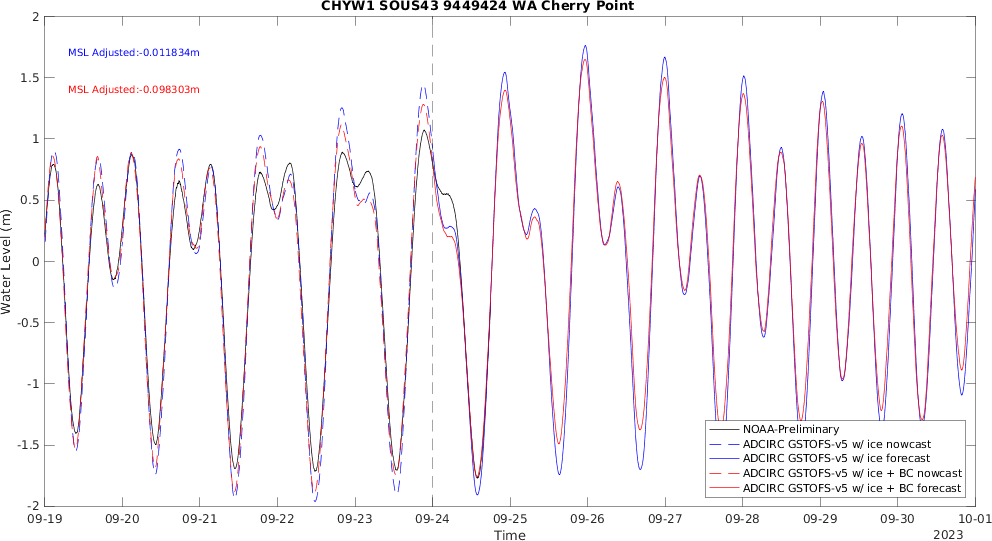 CHYW1 SOUS43 9449424 WA Cherry Point
MSL Adjusted:-0.011834m
MSL Adjusted:-0.098303m
Water Level (m)
2
1.5
1
0.5
0
-0.5
-1
-1.5
-2
NOAA-Preliminary
ADCIRC GSTOFS-v5 w/ ice nowcast
ADCIRC GSTOFS-v5 w/ ice forecast
ADCIRC GSTOFS-v5 w/ ice + BC nowcast
ADCIRC GSTOFS-v5 w/ ice + BC forecast
09-19 09-20 09-21 09-22 09-23 09-24 09-25 09-26 09-27 09-28 09-29 09-30 10-01
Time
2023